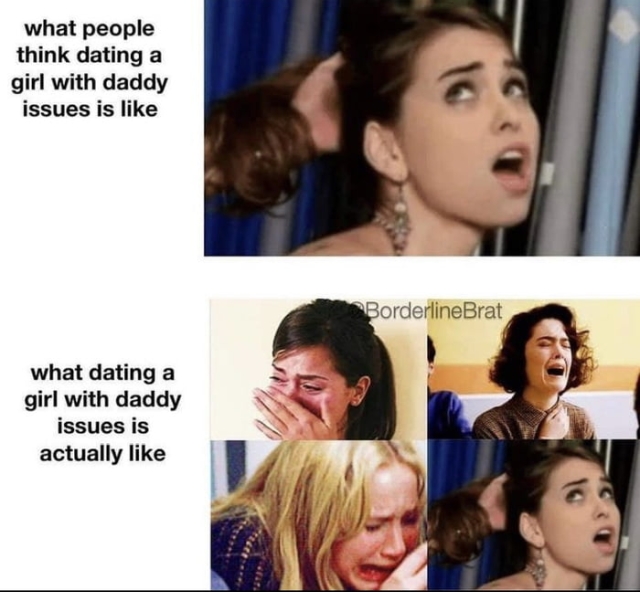 what people
think dating a
girl with daddy
issues is like
@BorderlineBrat
what dating a
girl with daddy
issues is
actually like